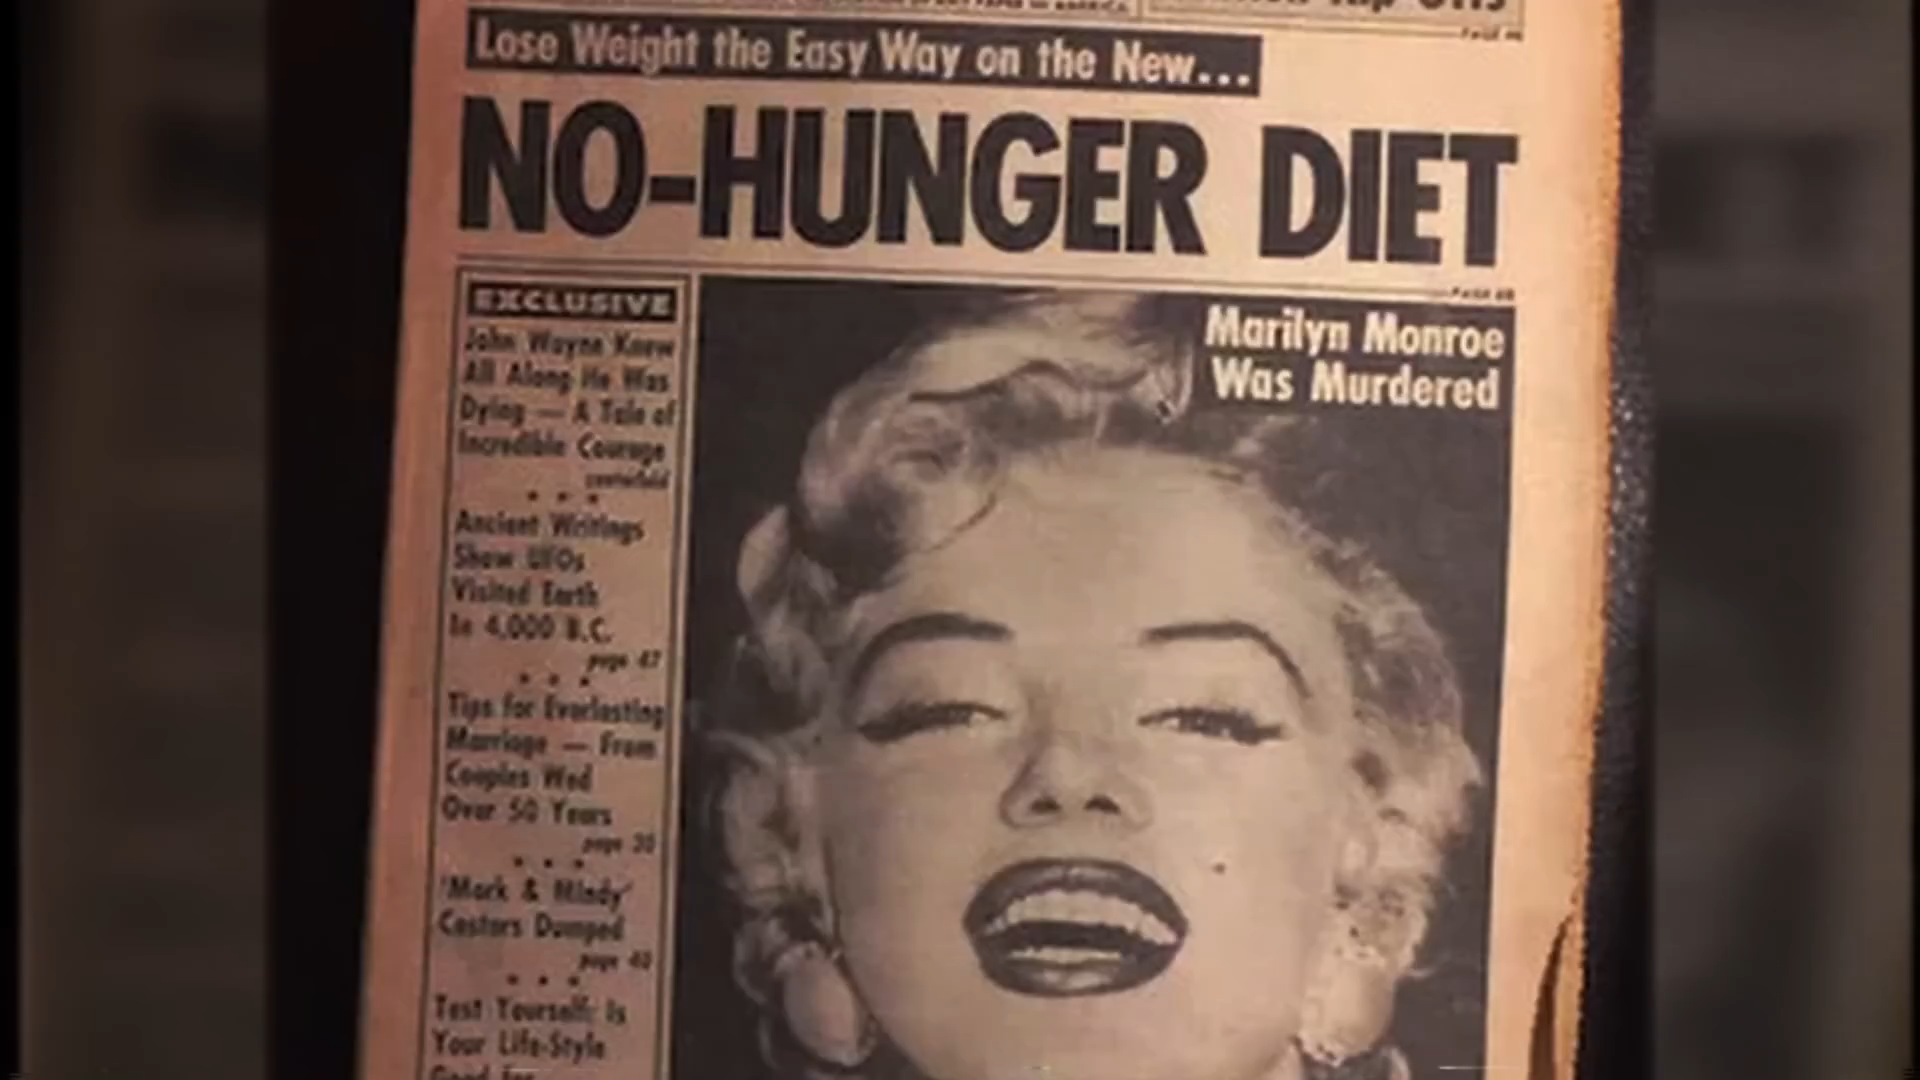 Lose Weight the Easy Way on the New...
NO-HUNGER DIET
EXCLUSIVE
John Wayne Knew
All Along He Was
Dying — A Tale of
Incredible Courage
centerfold
Ancient Writings
Show UFOs
Visited Earth
In 4,000 B.C.
page 47
Tips for Everlasting
Marriage — From
Couples Wed
Over 50 Years
page 30
'Mork & Mindy'
Costars Dumped
page 40
Test Yourself: Is
Your Life-Style
Good for
Marilyn Monroe
Was Murdered